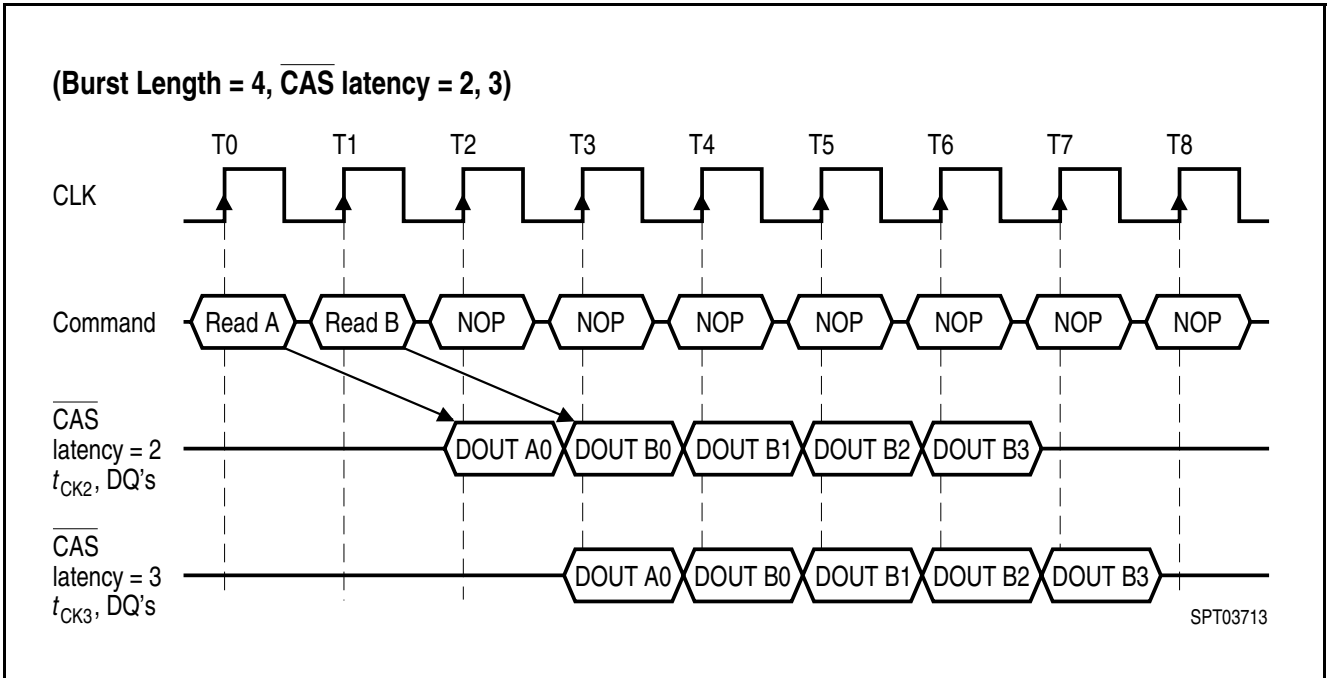 (Burst Length = 4, CAS latency = 2, 3)
T0 T1 T2 T3 T4 T5 T6 T7 T8
CLK
Command Read A Read B NOP NOP NOP NOP NOP NOP NOP
CAS
latency = 2
tCK2, DQ's
DOUT A0 DOUT B0 DOUT B1 DOUT B2 DOUT B3
CAS
latency = 3
tCK3, DQ's
DOUT A0 DOUT B0 DOUT B1 DOUT B2 DOUT B3
SPT03713